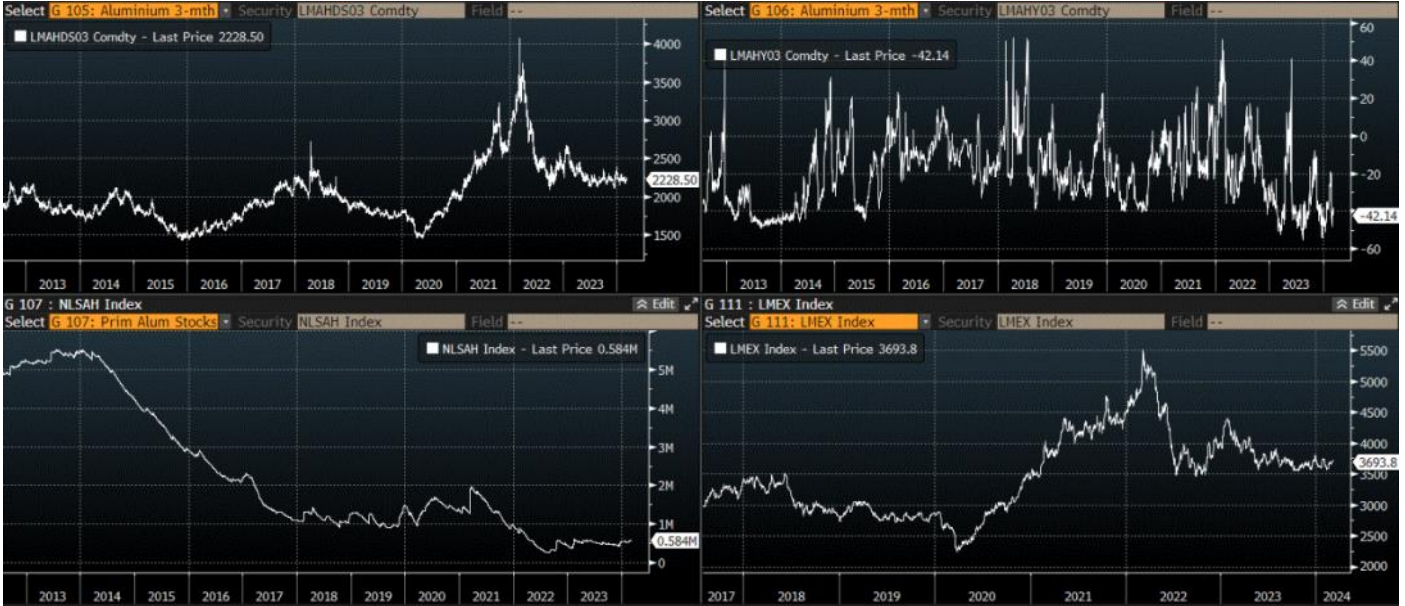 Select G 105: Aluminium 3-mth Security LMAHDS03 Comdty Field --
LMAHDS03 Comdty - Last Price 2228.50
4000
3500
3000
2500
2228.50
2000
1500
2013 2014 2015 2016 2017 2018 2019 2020 2021 2022 2023
Select G 106: Aluminium 3-mth Security LMAHY03 Comdty Field --
LMAHY03 Comdty - Last Price -42.14
60
40
20
0
-20
-42.14
-60
2013 2014 2015 2016 2017 2018 2019 2020 2021 2022 2023
G 107 : NLSAH Index Edit
Select G 107: Prim Alum Stocks Security NLSAH Index Field --
NLSAH Index - Last Price 0.584M
5M
4M
3M
2M
1M
0.584M
0
2013 2014 2015 2016 2017 2018 2019 2020 2021 2022 2023
G 111 : LMEX Index Edit
Select G 111: LMEX Index Security LMEX Index Field --
LMEX Index - Last Price 3693.8
5500
5000
4500
4000
3693.8
3500
3000
2500
2000
2017 2018 2019 2020 2021 2022 2023 2024